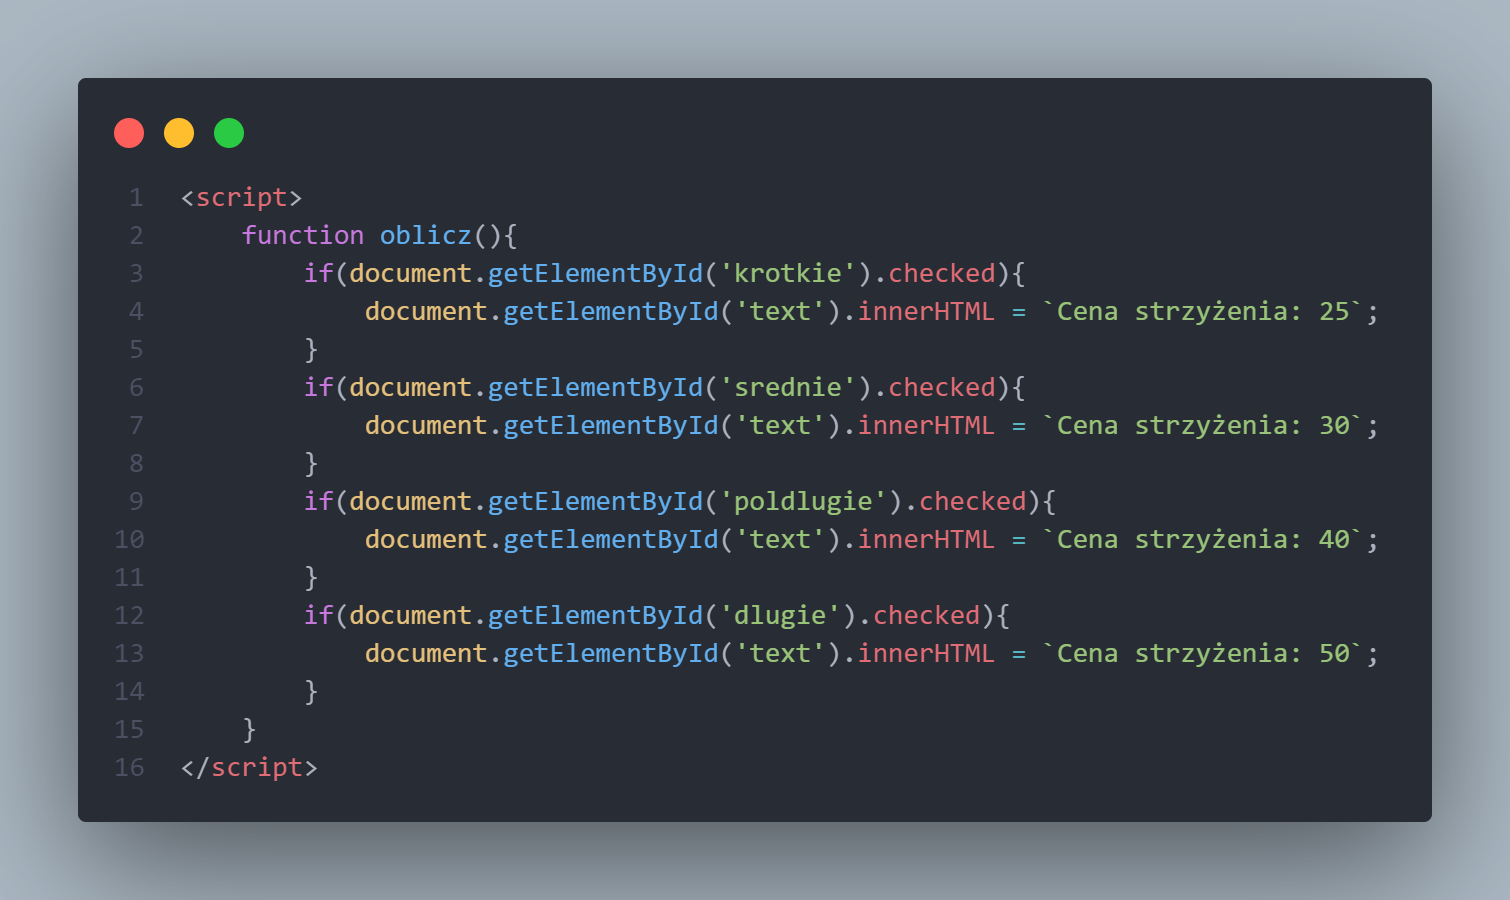 1 <script>
2     function oblicz(){
3         if(document.getElementById('krotkie').checked){
4             document.getElementById('text').innerHTML = `Cena strzyżenia: 25`;
5         }
6         if(document.getElementById('srednie').checked){
7             document.getElementById('text').innerHTML = `Cena strzyżenia: 30`;
8         }
9         if(document.getElementById('poldlugie').checked){
10             document.getElementById('text').innerHTML = `Cena strzyżenia: 40`;
11         }
12         if(document.getElementById('dlugie').checked){
13             document.getElementById('text').innerHTML = `Cena strzyżenia: 50`;
14         }
15     }
16 </script>